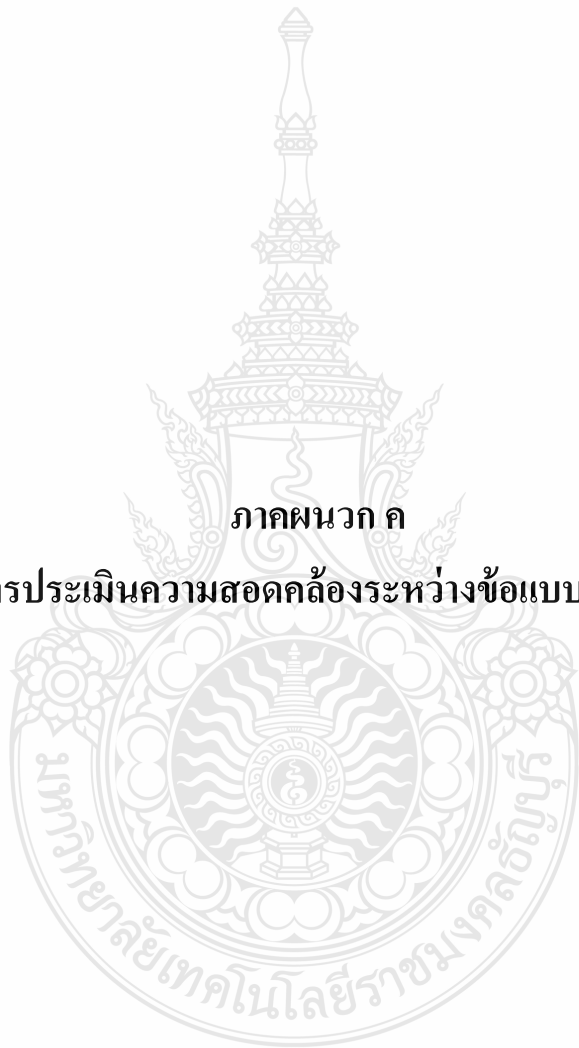 ภาคผนวก ค
ประเมินความสอดคล้องระหว่างข้อแบบ
มหาวิทยาลัยเทคโนโลยีราชมงคลธัญบุรี